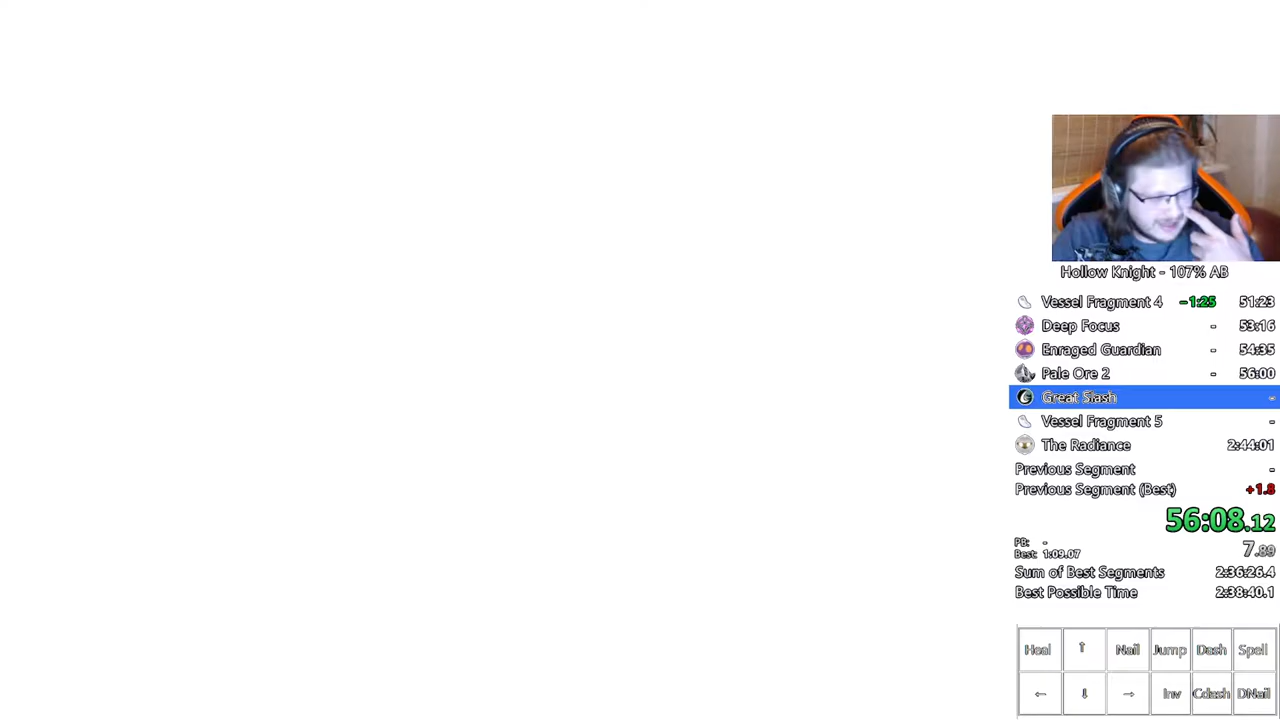 Hollow Knight - 107% AB
Vessel Fragment 4 -1:25 51:23
Deep Focus - 53:16
Enraged Guardian - 54:35
Pale Ore 2 - 56:00
Great Slash -
Vessel Fragment 5 -
The Radiance 2:44:01
Previous Segment -
Previous Segment (Best) +1.8
56:08.12
PB: -
7.89
Best: 1:09.07
Sum of Best Segments 2:36:26.4
Best Possible Time 2:38:40.1
Heal ↑ Nail Jump Dash Spell
← ↓ → Inv Cdash DNail